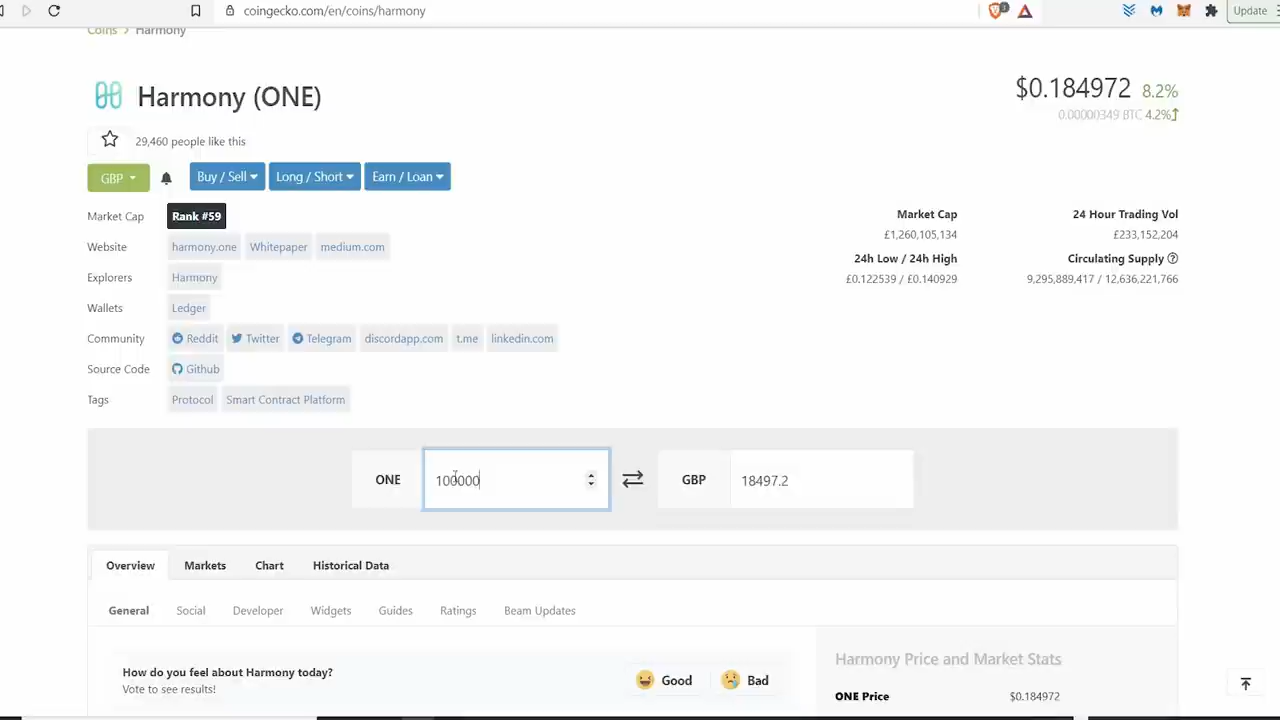 coingecko.com/en/coins/harmony
Update
Coins > Harmony
Harmony (ONE)
$0.184972 8.2%
0.00000349 BTC 4.2%
29,460 people like this
GBP
Buy / Sell
Long / Short
Earn / Loan
Market Cap Rank #59
Website harmony.one Whitepaper medium.com
Explorers Harmony
Wallets Ledger
Community Reddit Twitter Telegram discordapp.com t.me linkedin.com
Source Code Github
Tags Protocol Smart Contract Platform
Market Cap
£1,260,105,134
24 Hour Trading Vol
£233,152,204
24h Low / 24h High
£0.122539 / £0.140929
Circulating Supply
9,295,889,417 / 12,636,221,766
ONE 100000 GBP 18497.2
Overview Markets Chart Historical Data
General Social Developer Widgets Guides Ratings Beam Updates
How do you feel about Harmony today?
Vote to see results!
Good Bad
Harmony Price and Market Stats
ONE Price $0.184972